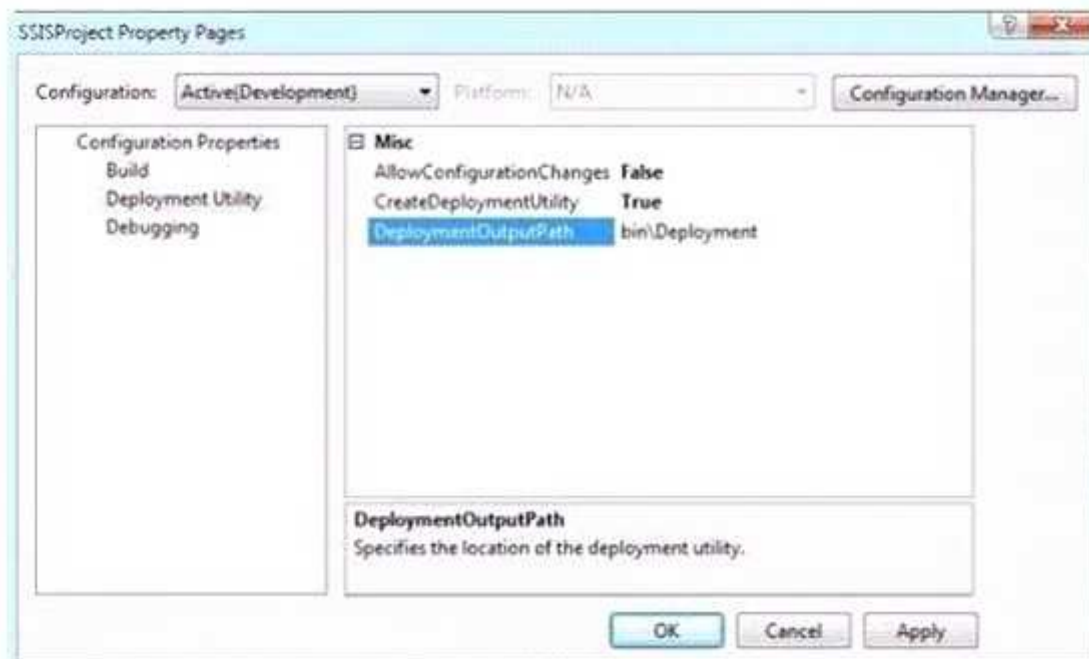 SSISProject Property Pages
Configuration: Active(Development) Platform: N/A Configuration Manager...
Configuration Properties
Build
Deployment Utility
Debugging
Misc
AllowConfigurationChanges False
CreateDeploymentUtility True
DeploymentOutputPath bin\Deployment
DeploymentOutputPath
Specifies the location of the deployment utility.
OK Cancel Apply